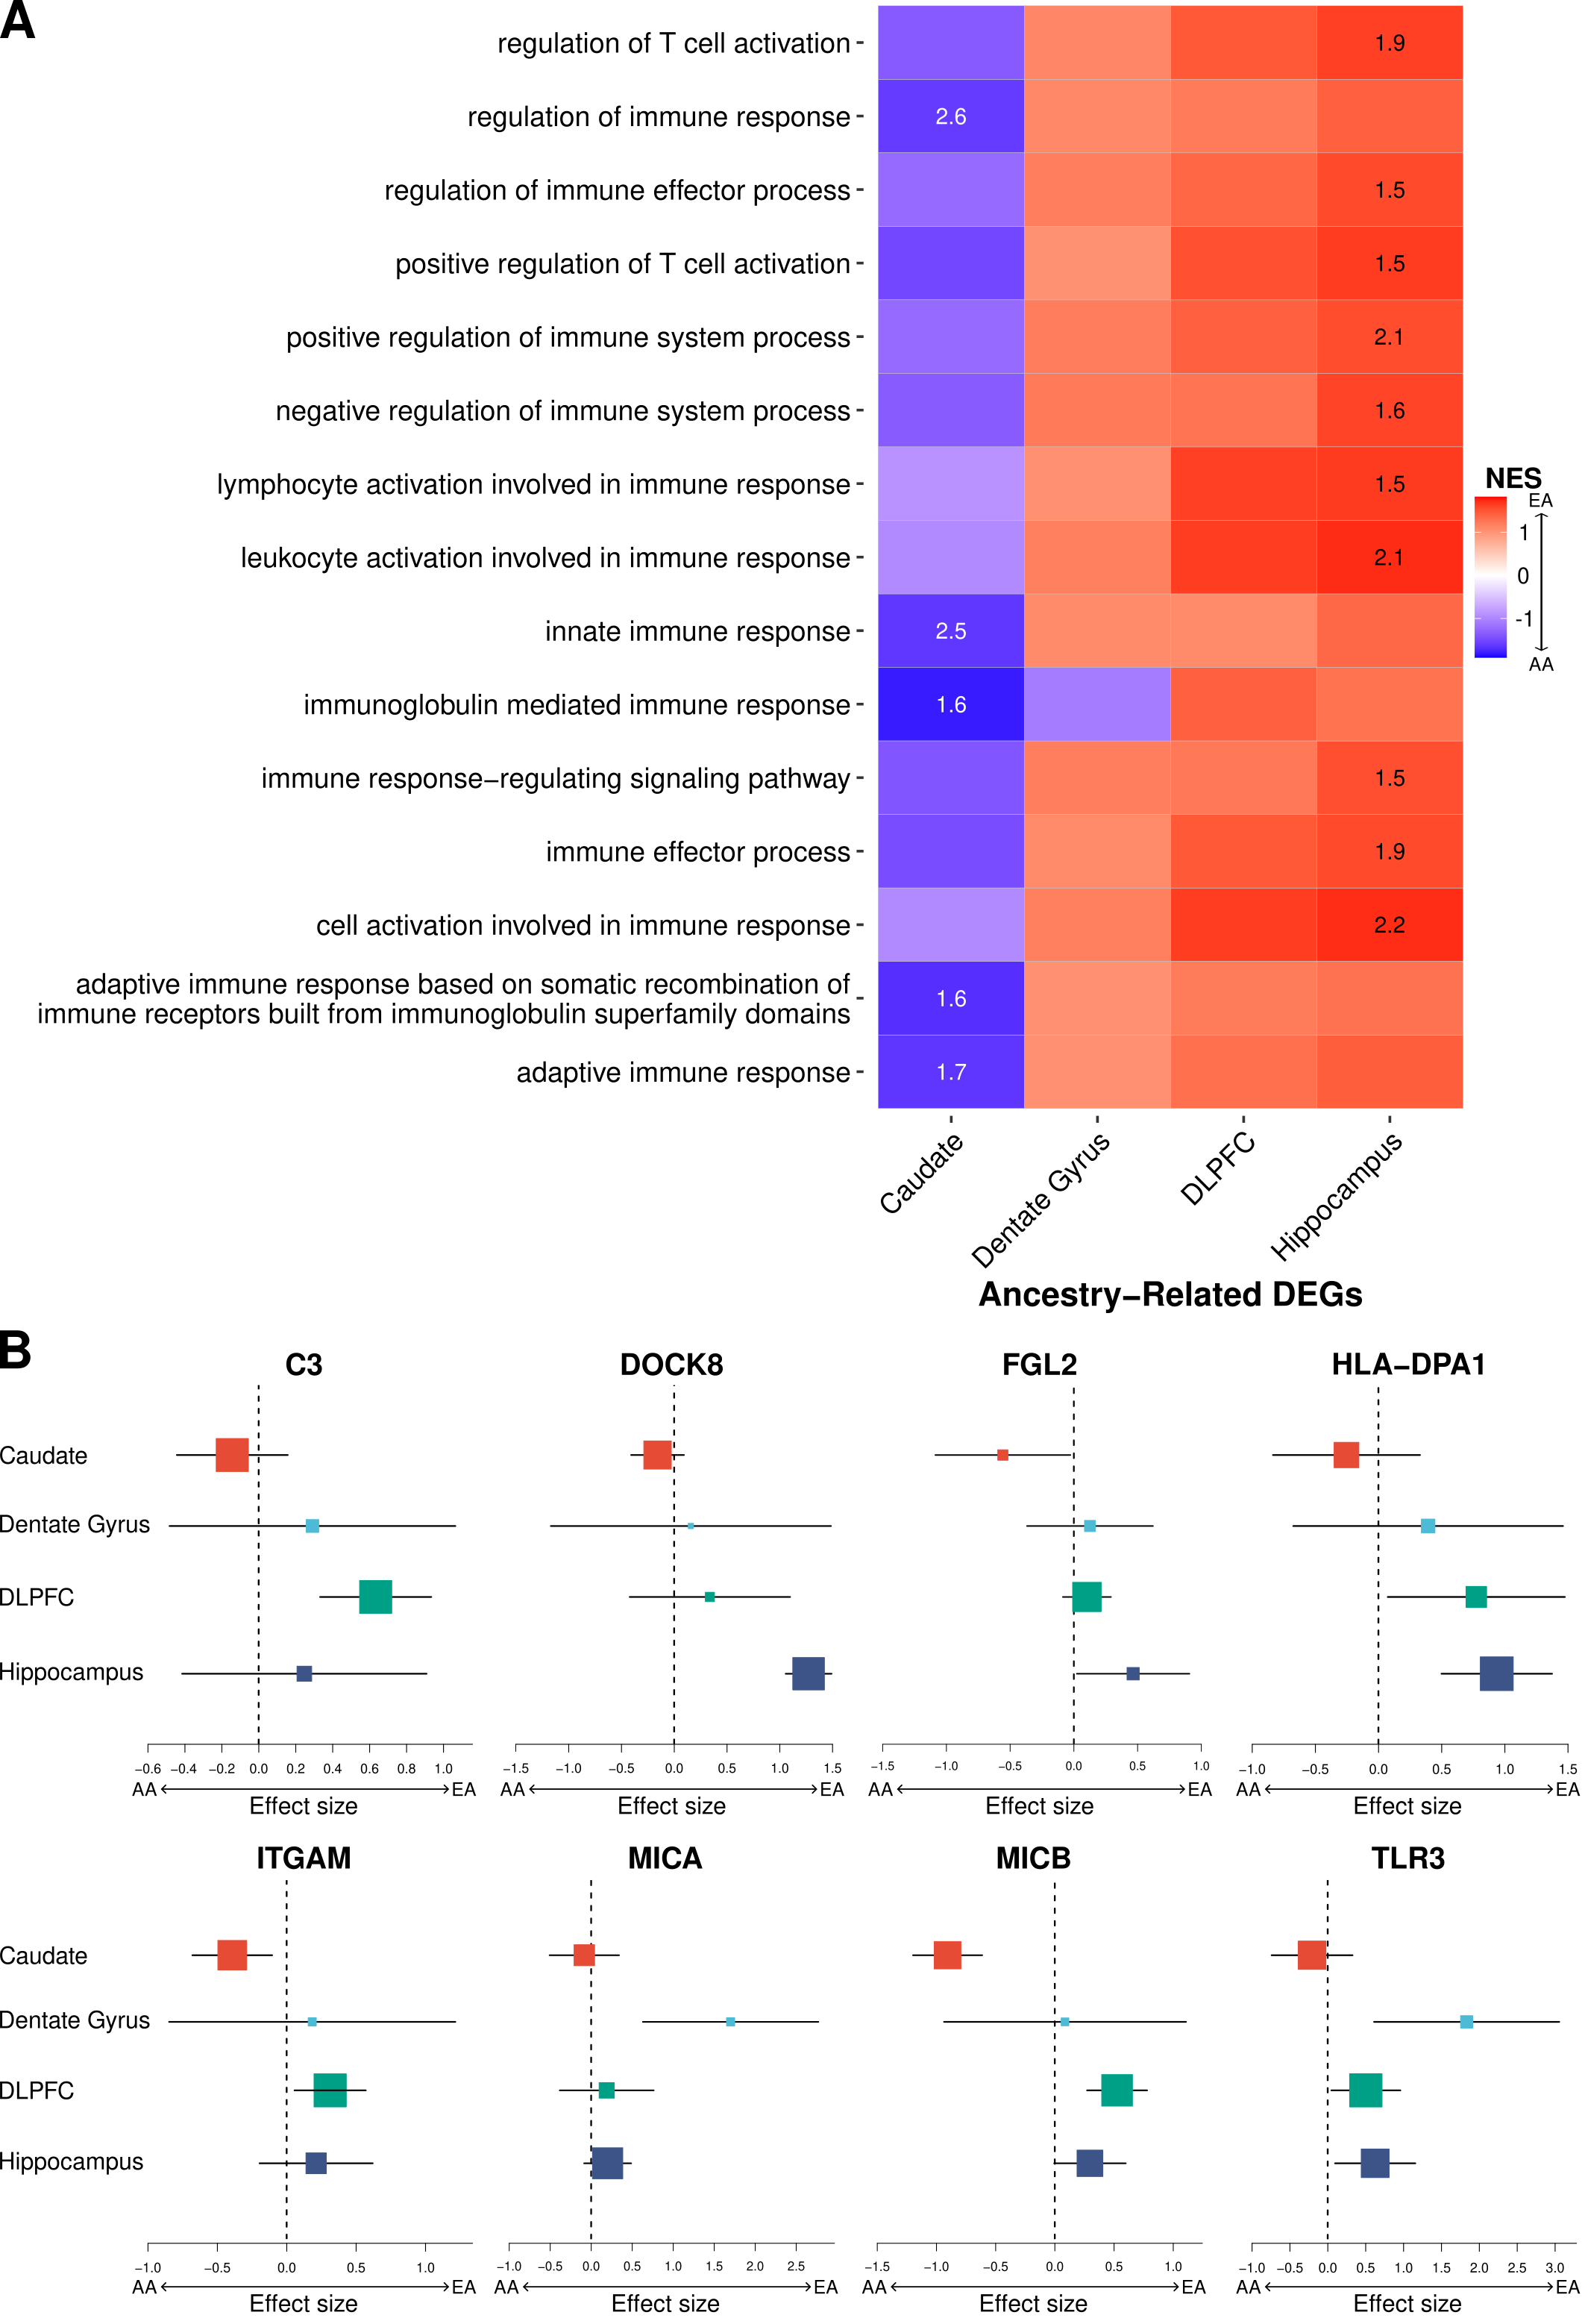 A
regulation of T cell activation
1.9
regulation of immune response
2.6
regulation of immune effector process
1.5
positive regulation of T cell activation
1.5
positive regulation of immune system process
2.1
negative regulation of immune system process
1.6
lymphocyte activation involved in immune response
1.5
leukocyte activation involved in immune response
2.1
innate immune response
2.5
immunoglobulin mediated immune response
1.6
immune response−regulating signaling pathway
1.5
immune effector process
1.9
cell activation involved in immune response
2.2
adaptive immune response based on somatic recombination of
immune receptors built from immunoglobulin superfamily domains
1.6
adaptive immune response
1.7
NES
EA
1
0
-1
AA
Caudate
Dentate Gyrus
DLPFC
Hippocampus
Ancestry−Related DEGs
B
C3 DOCK8 FGL2 HLA−DPA1
Caudate
Dentate Gyrus
DLPFC
Hippocampus
−0.6 −0.4 −0.2 0.0 0.2 0.4 0.6 0.8 1.0
AA EA
Effect size
−1.5 −1.0 −0.5 0.0 0.5 1.0 1.5
AA EA
Effect size
−1.5 −1.0 −0.5 0.0 0.5 1.0
AA EA
Effect size
−1.0 −0.5 0.0 0.5 1.0 1.5
AA EA
Effect size
ITGAM MICA MICB TLR3
Caudate
Dentate Gyrus
DLPFC
Hippocampus
−1.0 −0.5 0.0 0.5 1.0
AA EA
Effect size
−1.0 −0.5 0.0 0.5 1.0 1.5 2.0 2.5
AA EA
Effect size
−1.5 −1.0 −0.5 0.0 0.5 1.0
AA EA
Effect size
−1.0 −0.5 0.0 0.5 1.0 1.5 2.0 2.5 3.0
AA EA
Effect size